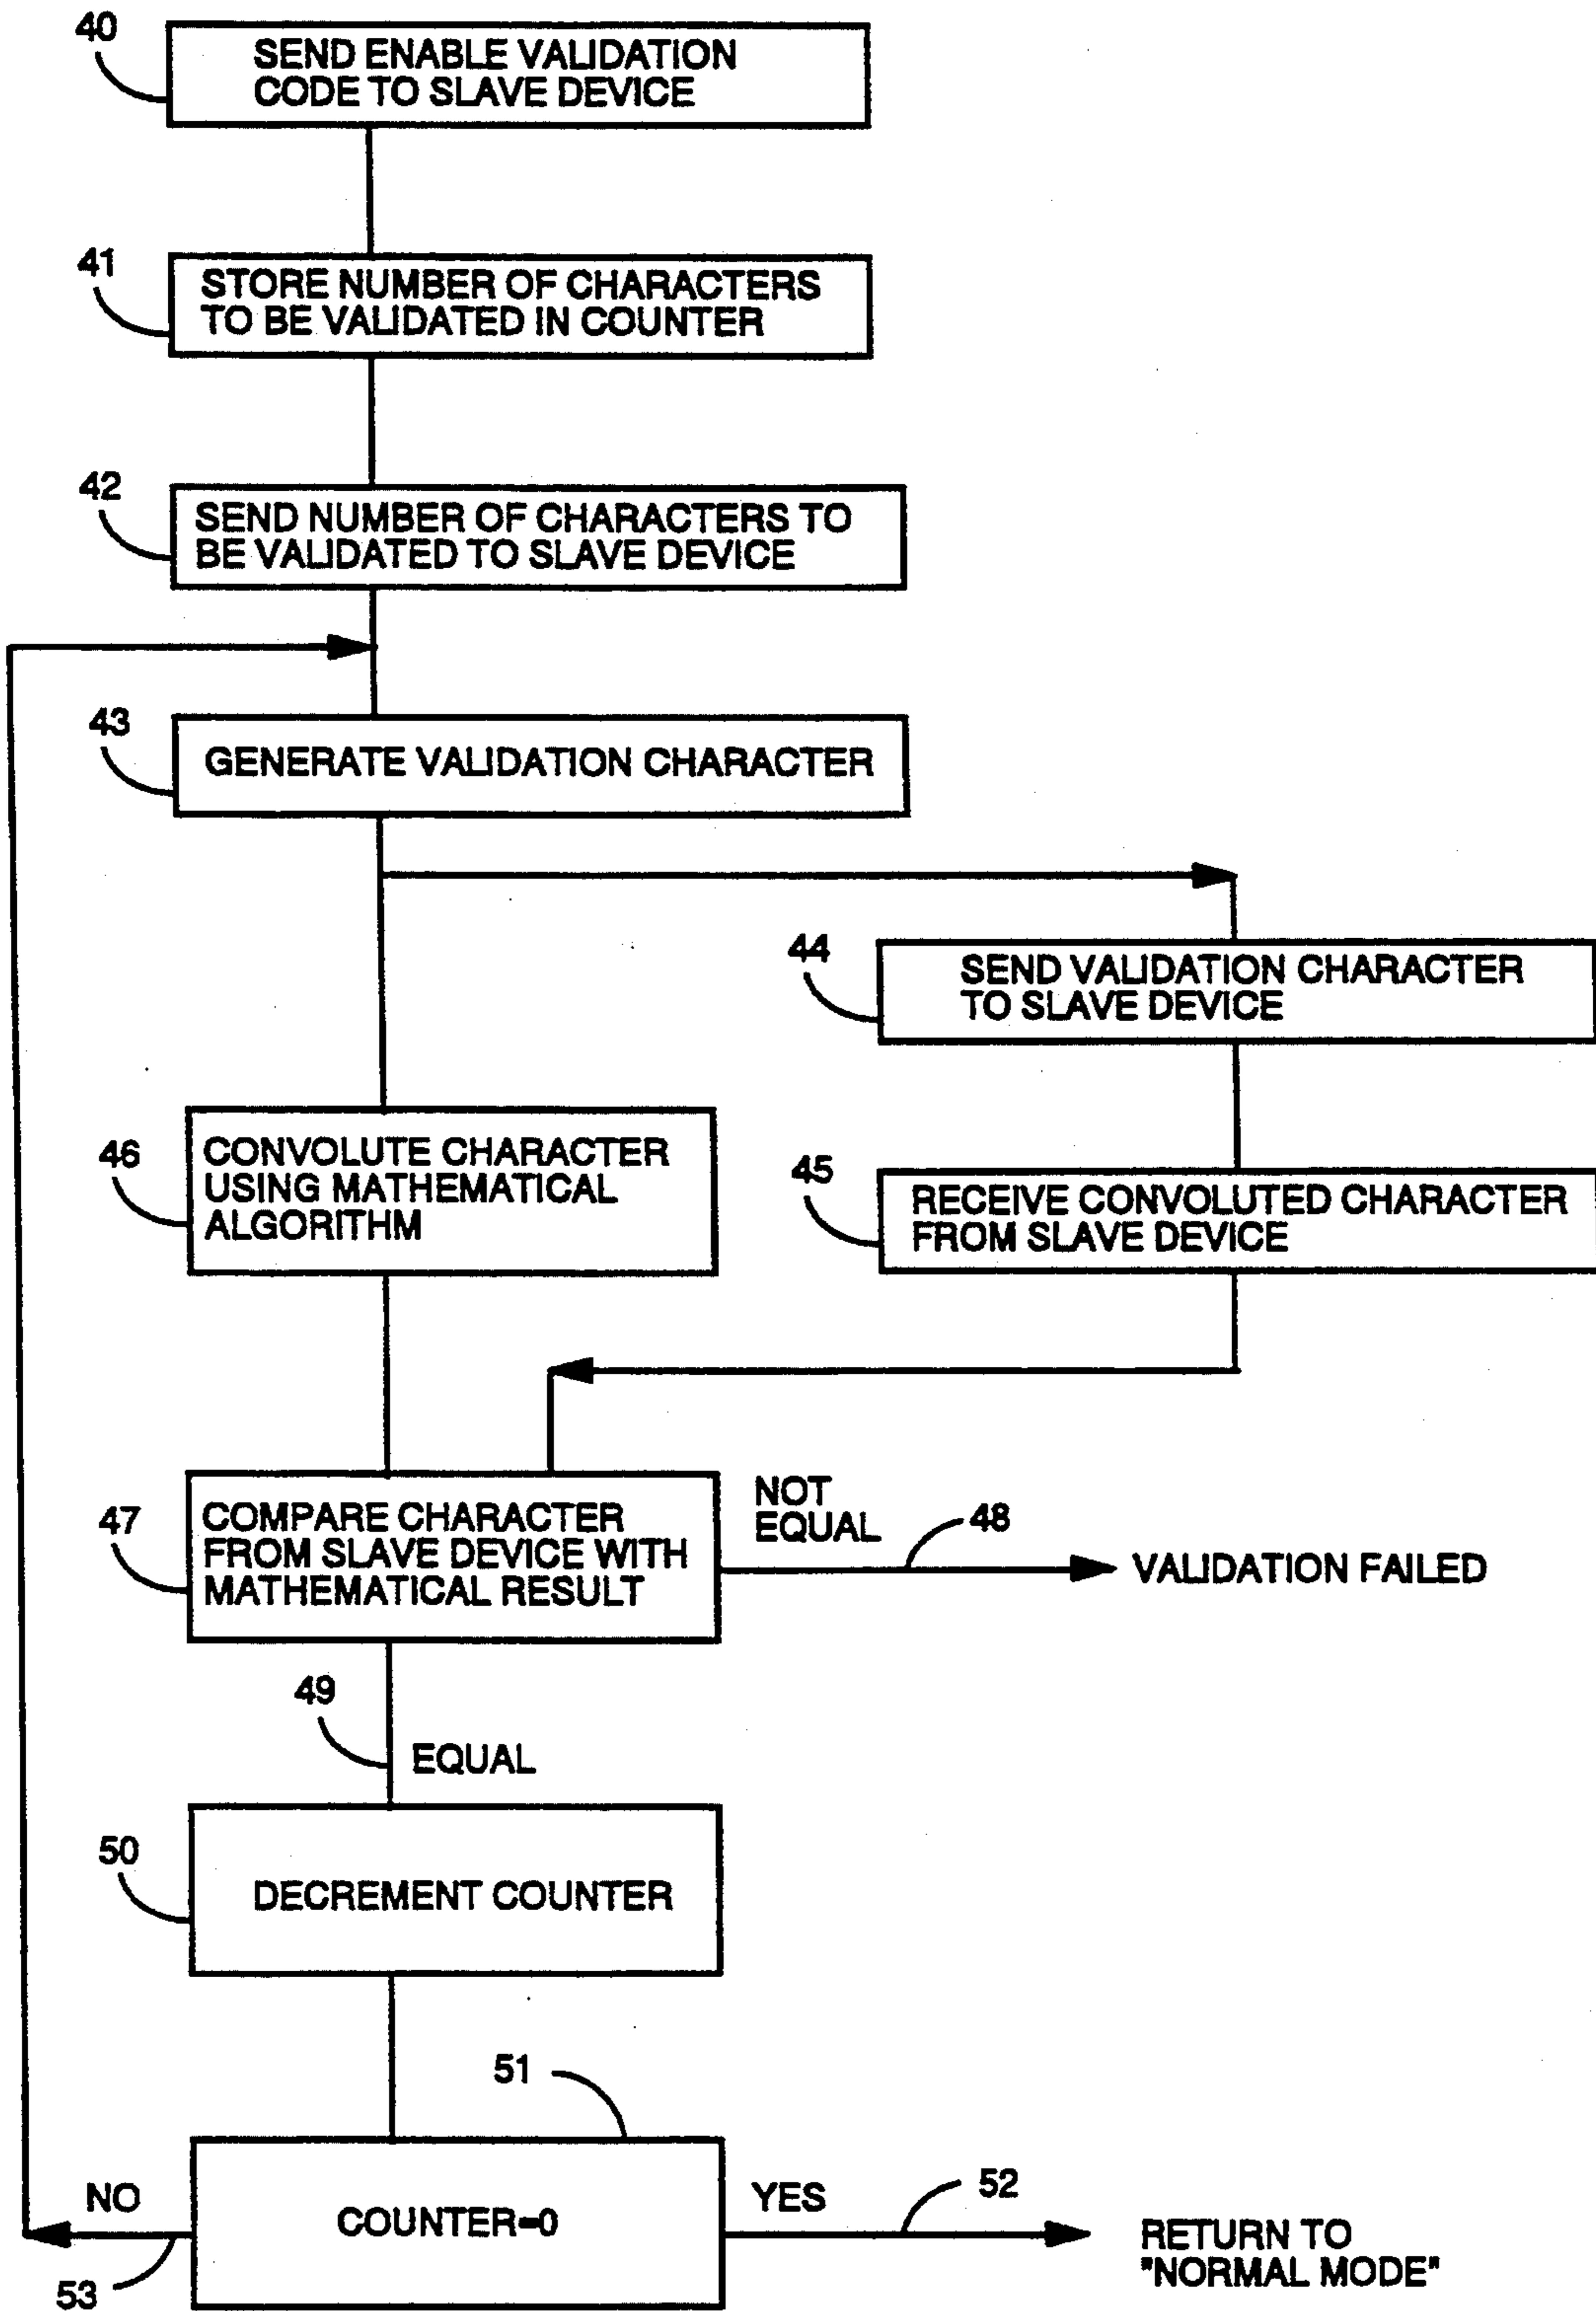 40
SEND ENABLE VALIDATION
CODE TO SLAVE DEVICE
41
STORE NUMBER OF CHARACTERS
TO BE VALIDATED IN COUNTER
42
SEND NUMBER OF CHARACTERS TO
BE VALIDATED TO SLAVE DEVICE
43
GENERATE VALIDATION CHARACTER
44
SEND VALIDATION CHARACTER
TO SLAVE DEVICE
46
CONVOLUTE CHARACTER
USING MATHEMATICAL
ALGORITHM
45
RECEIVE CONVOLUTED CHARACTER
FROM SLAVE DEVICE
47
COMPARE CHARACTER
FROM SLAVE DEVICE WITH
MATHEMATICAL RESULT
NOT
EQUAL
48
VALIDATION FAILED
49
EQUAL
50
DECREMENT COUNTER
51
COUNTER=0
NO
53
YES
52
RETURN TO
"NORMAL MODE"